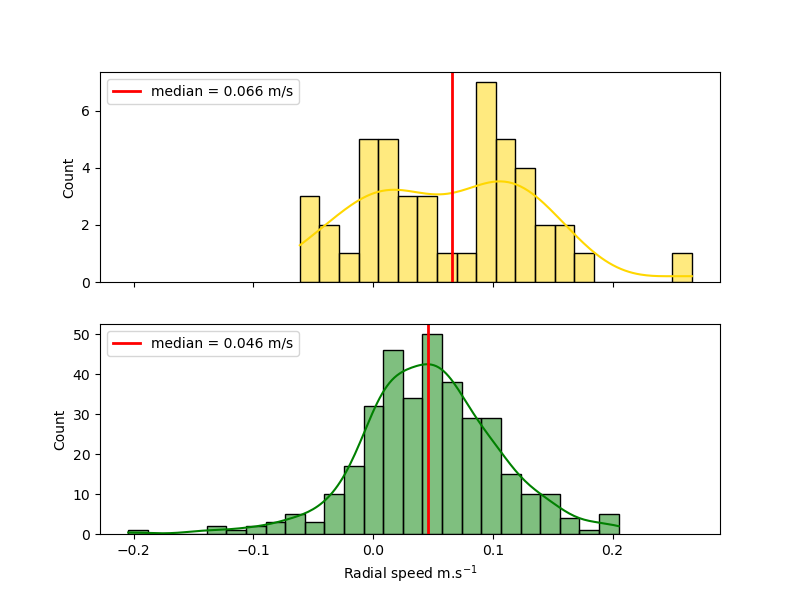 median = 0.066 m/s
6
4
2
0
Count
median = 0.046 m/s
50
40
30
20
10
0
Count
−0.2 −0.1 0.0 0.1 0.2
Radial speed m.s⁻¹